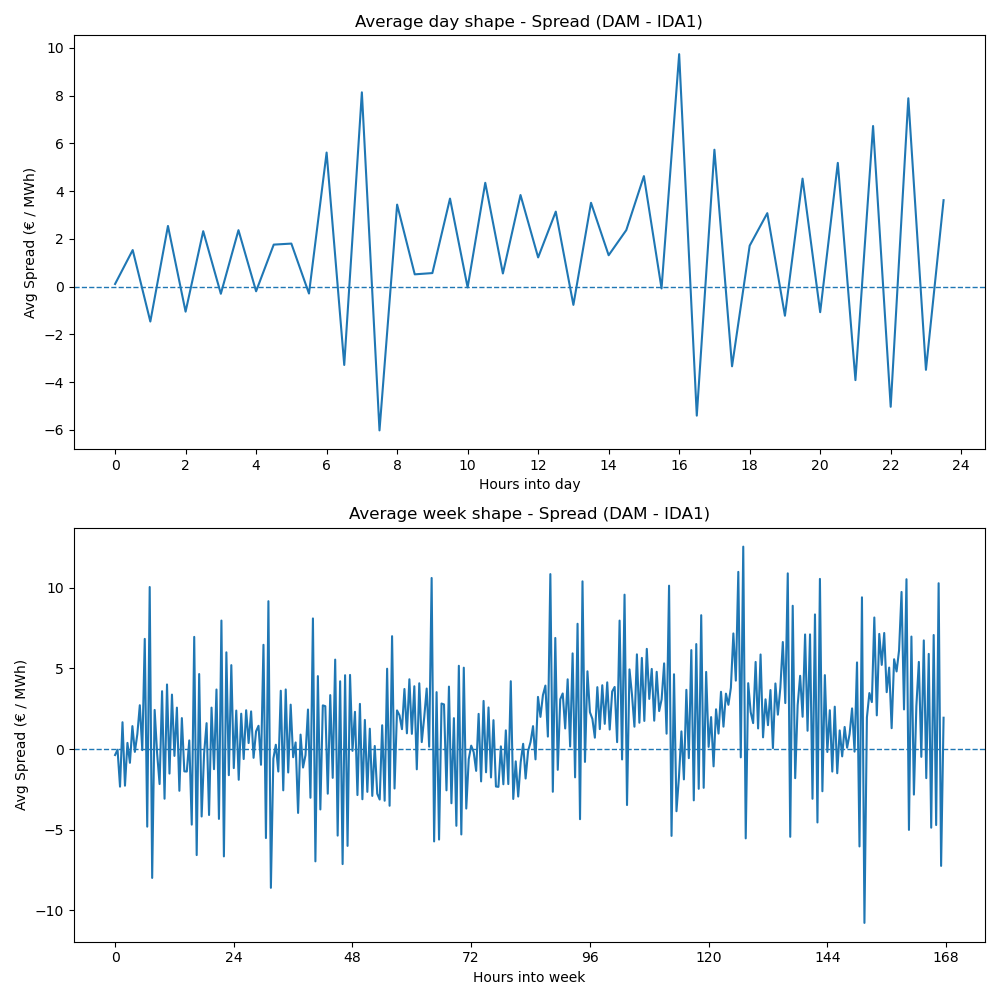 Average day shape - Spread (DAM - IDA1)
Avg Spread (€ / MWh)
10
8
6
4
2
0
−2
−4
−6
0 2 4 6 8 10 12 14 16 18 20 22 24
Hours into day
Average week shape - Spread (DAM - IDA1)
Avg Spread (€ / MWh)
10
5
0
−5
−10
0 24 48 72 96 120 144 168
Hours into week